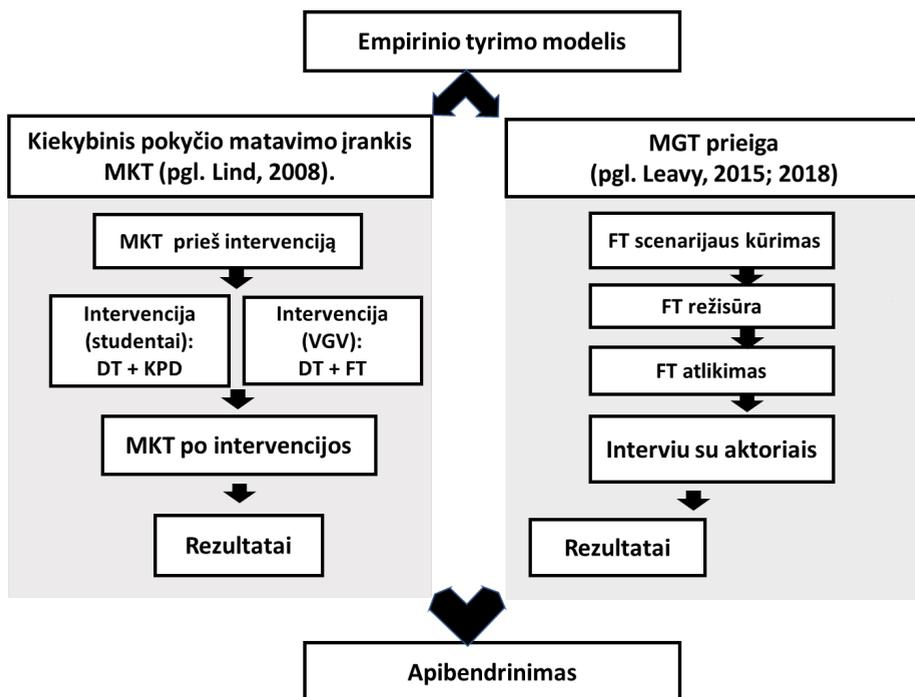 Empirinio tyrimo modelis
Kiekybinis pokyčio matavimo įrankis
MKT (pgl. Lind, 2008).
MKT prieš intervenciją
Intervencija
(studentai):
DT + KPD
Intervencija
(VGV):
DT + FT
MKT po intervencijos
Rezultatai
MGT prieiga
(pgl. Leavy, 2015; 2018)
FT scenarijaus kūrimas
FT režisūra
FT atlikimas
Interviu su aktoriais
Rezultatai
Apibendrinimas